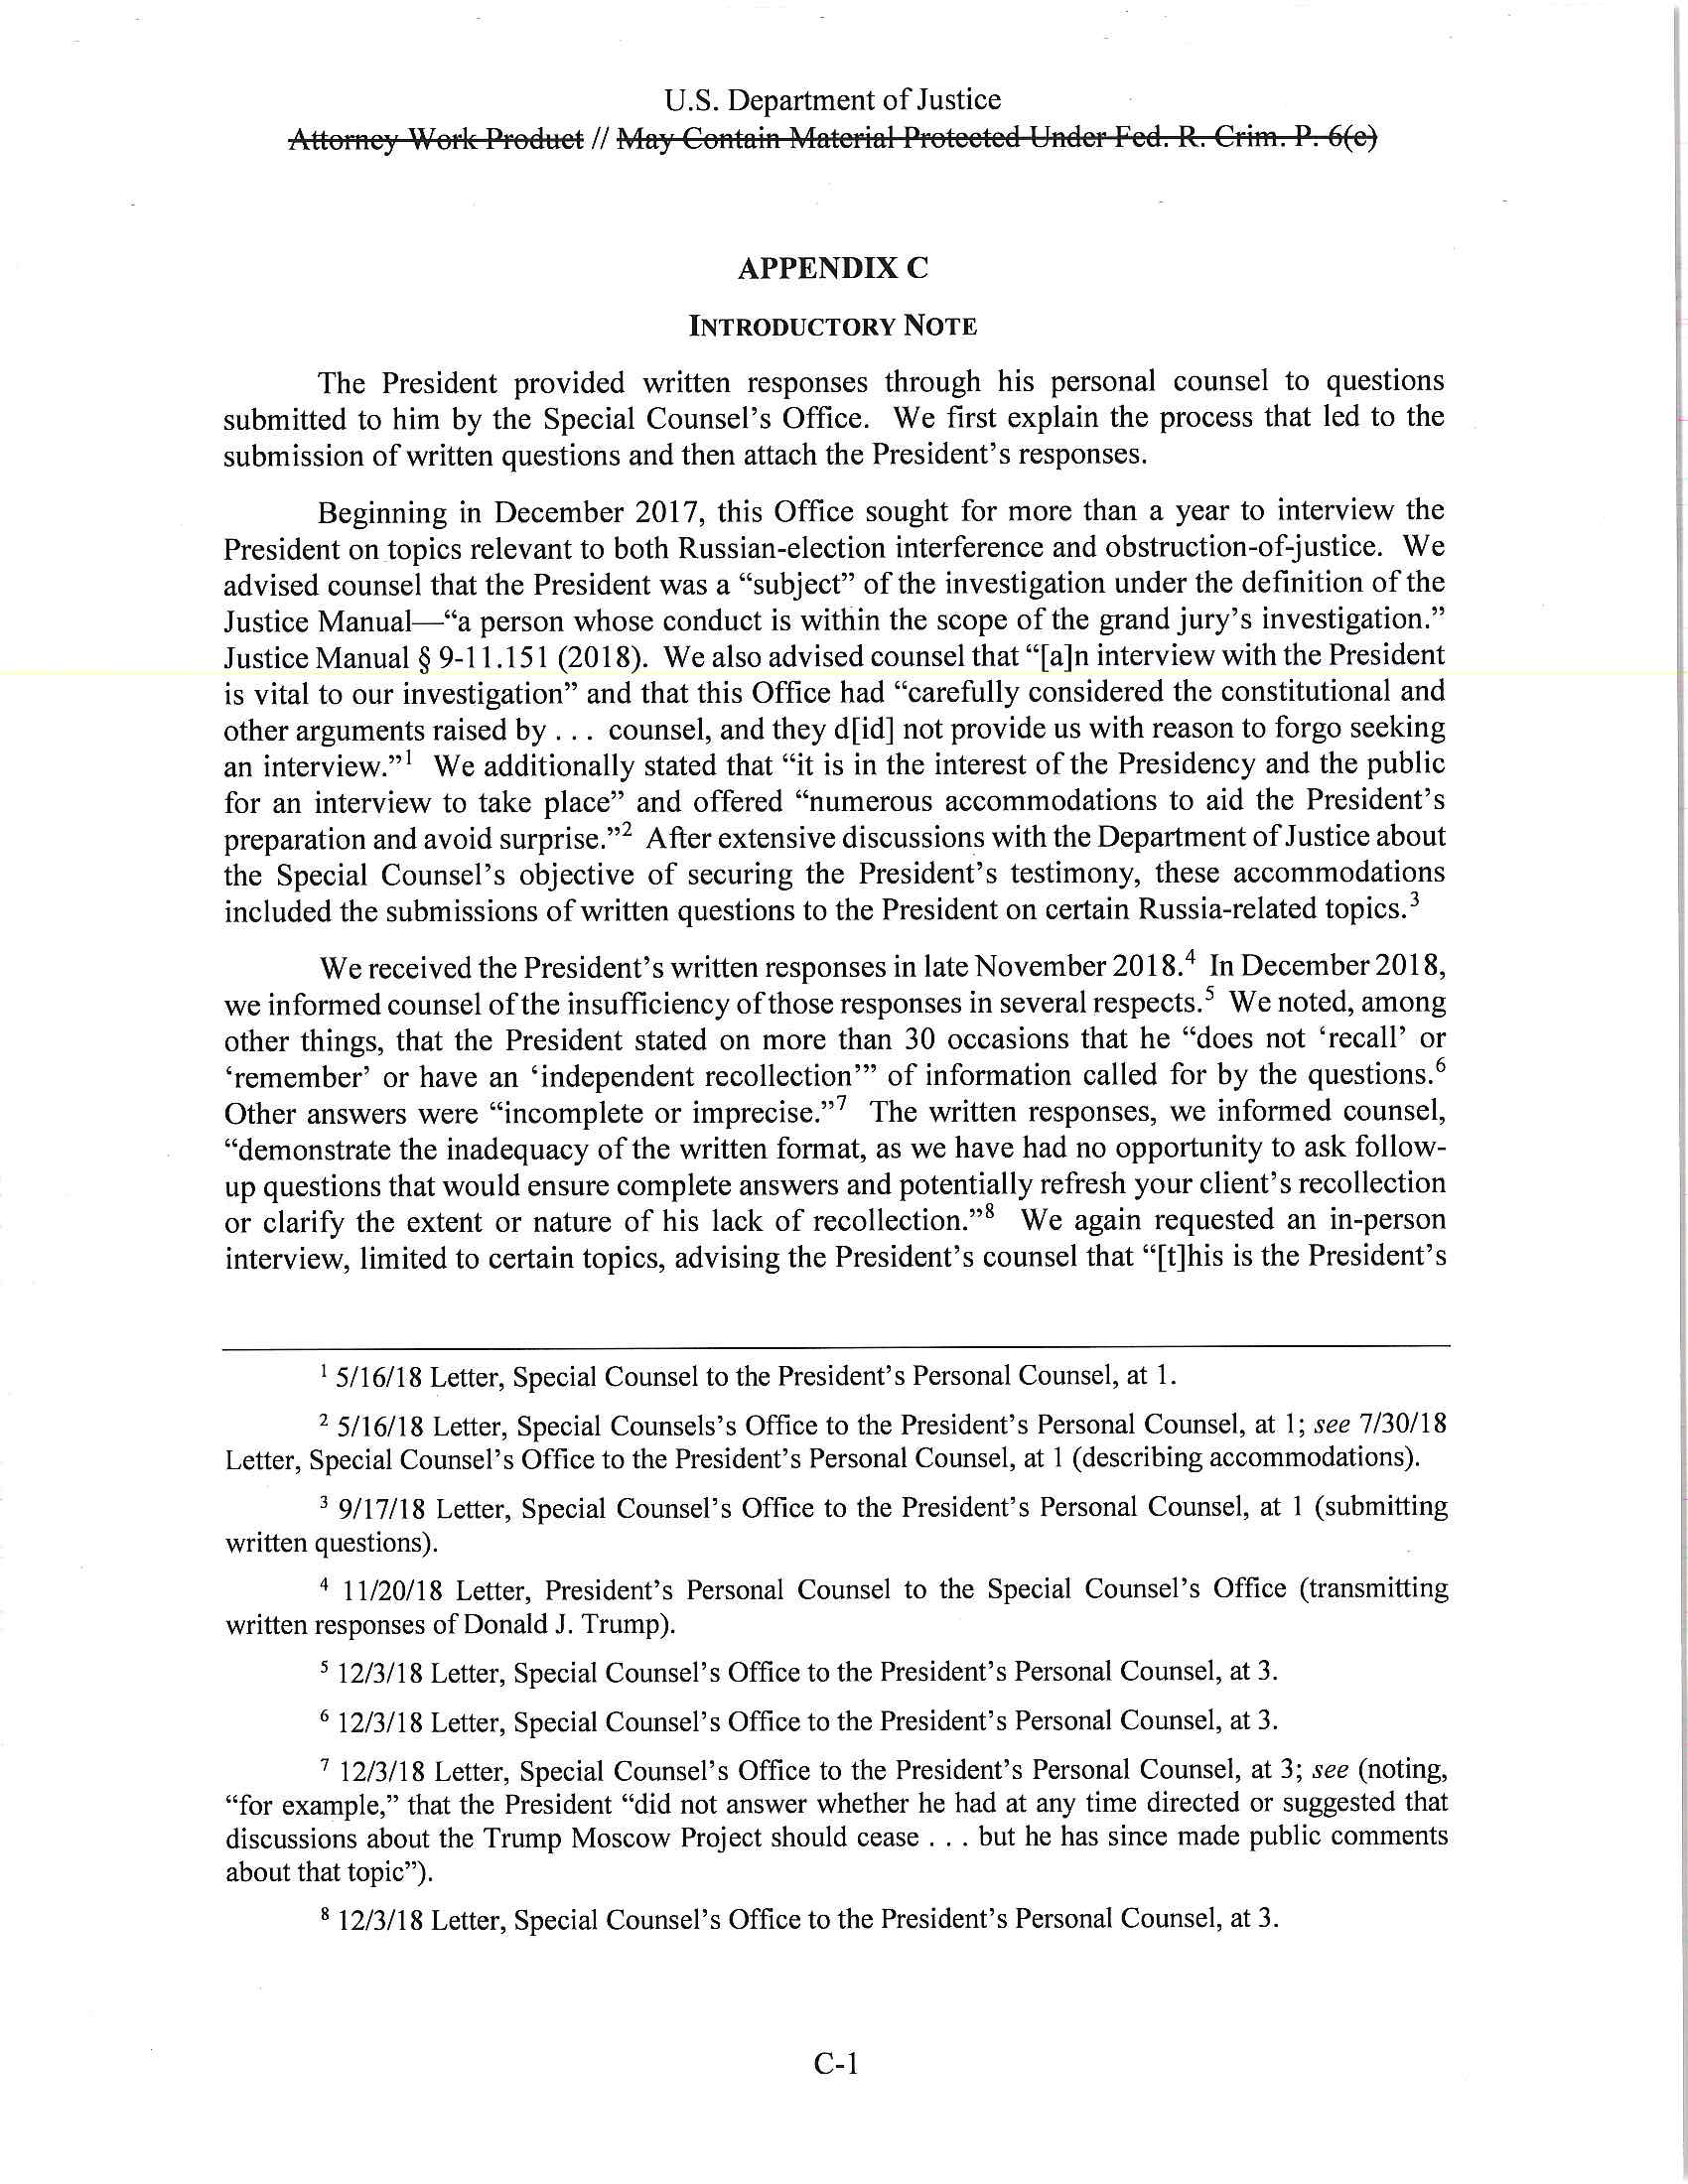 U.S. Department of Justice
Attorney Work Product // May Contain Material Protected Under Fed. R. Crim. P. 6(e)
APPENDIX C
INTRODUCTORY NOTE
The President provided written responses through his personal counsel to questions
submitted to him by the Special Counsel’s Office. We first explain the process that led to the
submission of written questions and then attach the President’s responses.
Beginning in December 2017, this Office sought for more than a year to interview the
President on topics relevant to both Russian-election interference and obstruction-of-justice. We
advised counsel that the President was a “subject” of the investigation under the definition of the
Justice Manual—“a person whose conduct is within the scope of the grand jury’s investigation.”
Justice Manual § 9-11.151 (2018). We also advised counsel that “[a]n interview with the President
is vital to our investigation” and that this Office had “carefully considered the constitutional and
other arguments raised by . . . counsel, and they d[id] not provide us with reason to forgo seeking
an interview.”1 We additionally stated that “it is in the interest of the Presidency and the public
for an interview to take place” and offered “numerous accommodations to aid the President’s
preparation and avoid surprise.”2 After extensive discussions with the Department of Justice about
the Special Counsel’s objective of securing the President’s testimony, these accommodations
included the submissions of written questions to the President on certain Russia-related topics.3
We received the President’s written responses in late November 2018.4 In December 2018,
we informed counsel of the insufficiency of those responses in several respects.5 We noted, among
other things, that the President stated on more than 30 occasions that he “does not ‘recall’ or
‘remember’ or have an ‘independent recollection’” of information called for by the questions.6
Other answers were “incomplete or imprecise.”7 The written responses, we informed counsel,
“demonstrate the inadequacy of the written format, as we have had no opportunity to ask follow-
up questions that would ensure complete answers and potentially refresh your client’s recollection
or clarify the extent or nature of his lack of recollection.”8 We again requested an in-person
interview, limited to certain topics, advising the President’s counsel that “[t]his is the President’s
1 5/16/18 Letter, Special Counsel to the President’s Personal Counsel, at 1.
2 5/16/18 Letter, Special Counsels’s Office to the President’s Personal Counsel, at 1; see 7/30/18
Letter, Special Counsel’s Office to the President’s Personal Counsel, at 1 (describing accommodations).
3 9/17/18 Letter, Special Counsel’s Office to the President’s Personal Counsel, at 1 (submitting
written questions).
4 11/20/18 Letter, President’s Personal Counsel to the Special Counsel’s Office (transmitting
written responses of Donald J. Trump).
5 12/3/18 Letter, Special Counsel’s Office to the President’s Personal Counsel, at 3.
6 12/3/18 Letter, Special Counsel’s Office to the President’s Personal Counsel, at 3.
7 12/3/18 Letter, Special Counsel’s Office to the President’s Personal Counsel, at 3; see (noting,
“for example,” that the President “did not answer whether he had at any time directed or suggested that
discussions about the Trump Moscow Project should cease . . . but he has since made public comments
about that topic”).
8 12/3/18 Letter, Special Counsel’s Office to the President’s Personal Counsel, at 3.
C-1